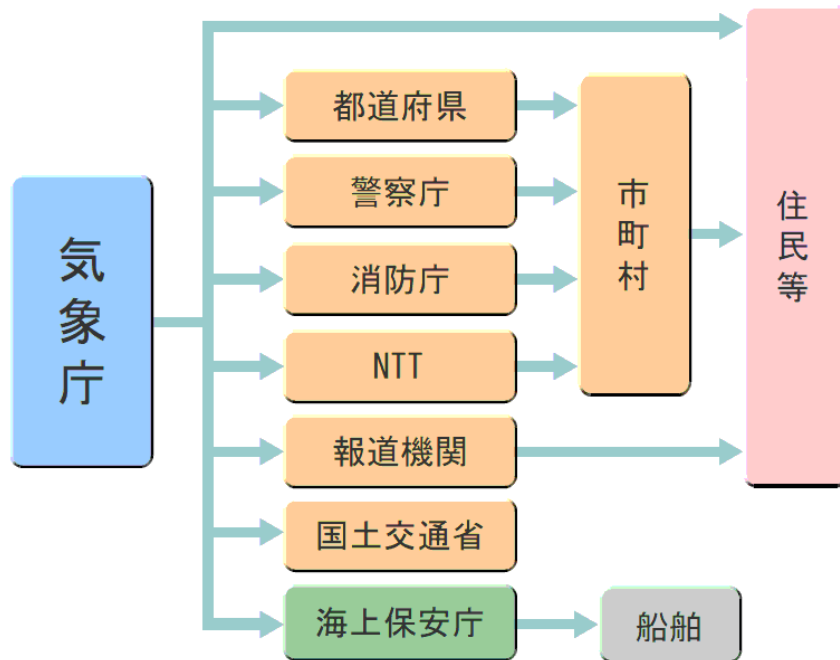 気象庁
都道府県
警察庁
消防庁
NTT
報道機関
国土交通省
海上保安庁
市町村
船舶
住民等